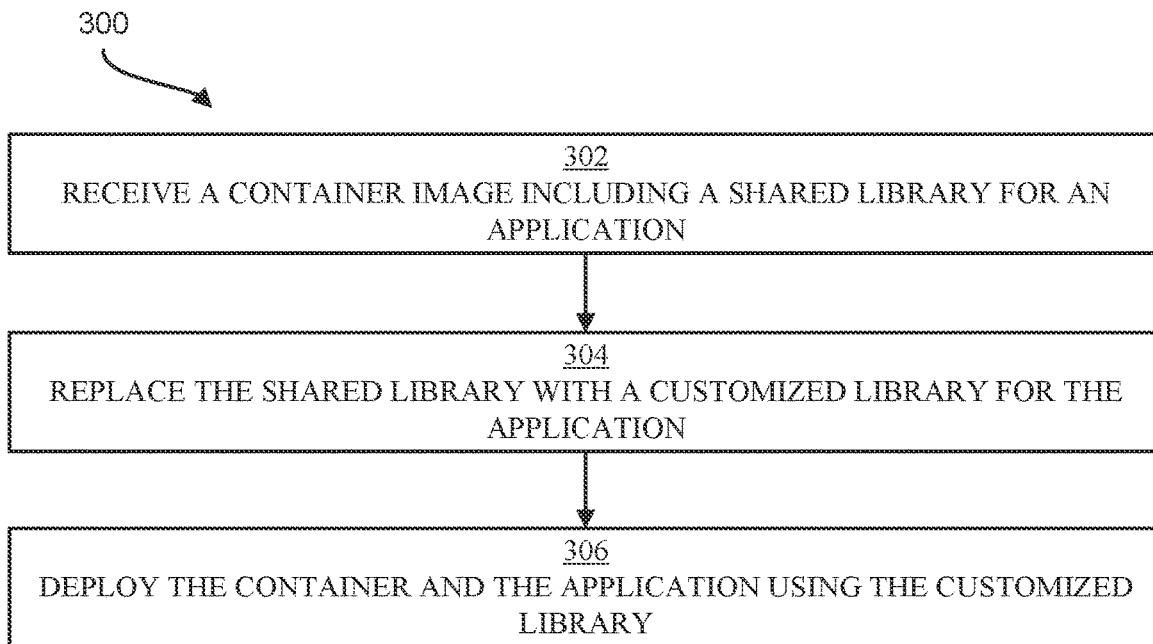 300
302
RECEIVE A CONTAINER IMAGE INCLUDING A SHARED LIBRARY FOR AN
APPLICATION
304
REPLACE THE SHARED LIBRARY WITH A CUSTOMIZED LIBRARY FOR THE
APPLICATION
306
DEPLOY THE CONTAINER AND THE APPLICATION USING THE CUSTOMIZED
LIBRARY